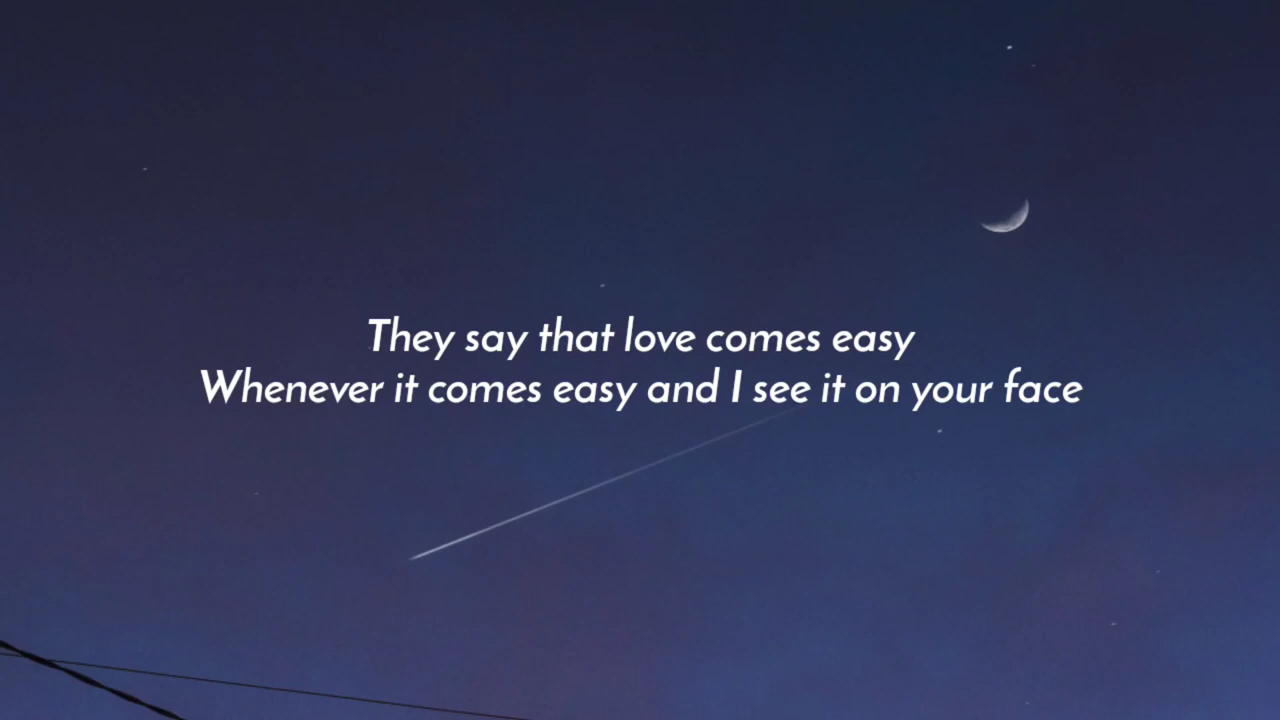 They say that love comes easy
Whenever it comes easy and I see it on your face